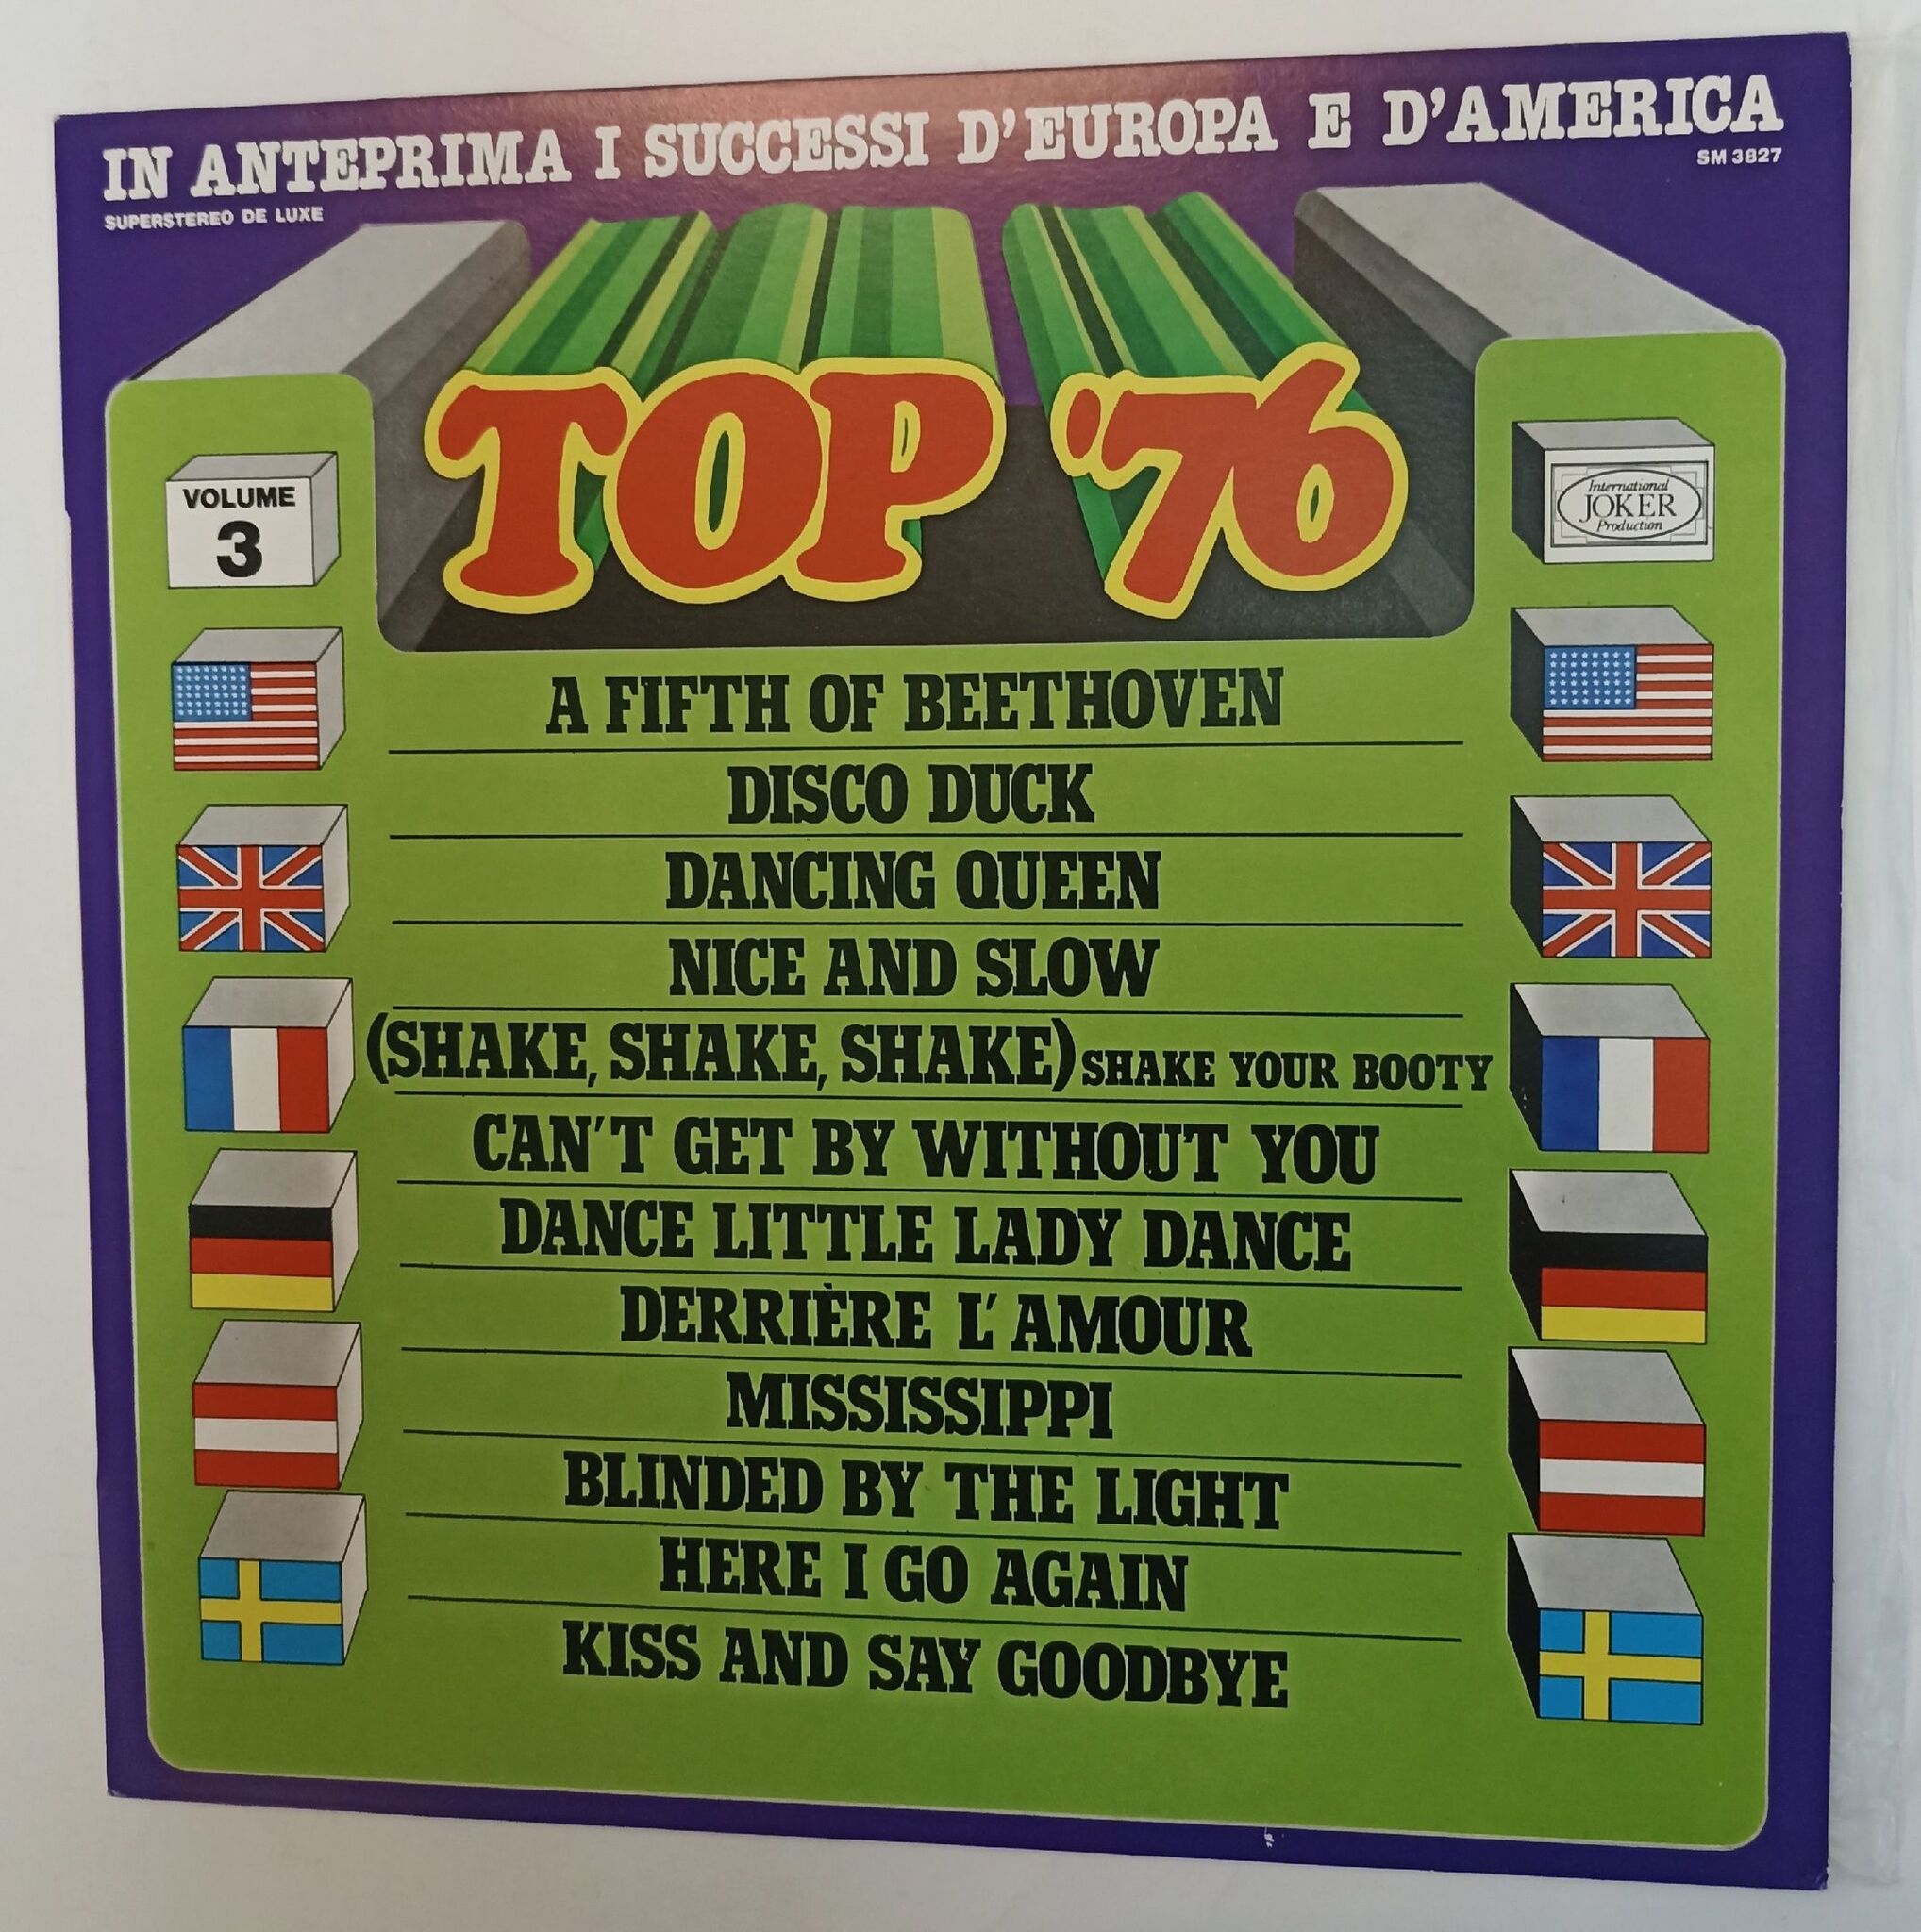 IN ANTEPRIMA I SUCCESSI D'EUROPA E D'AMERICA
SUPERSTEREO DE LUXE
SM 3827
TOP '76
VOLUME
3
International
JOKER
Production
A FIFTH OF BEETHOVEN
DISCO DUCK
DANCING QUEEN
NICE AND SLOW
(SHAKE, SHAKE, SHAKE) SHAKE YOUR BOOTY
CAN'T GET BY WITHOUT YOU
DANCE LITTLE LADY DANCE
DERRIÈRE L'AMOUR
MISSISSIPPI
BLINDED BY THE LIGHT
HERE I GO AGAIN
KISS AND SAY GOODBYE